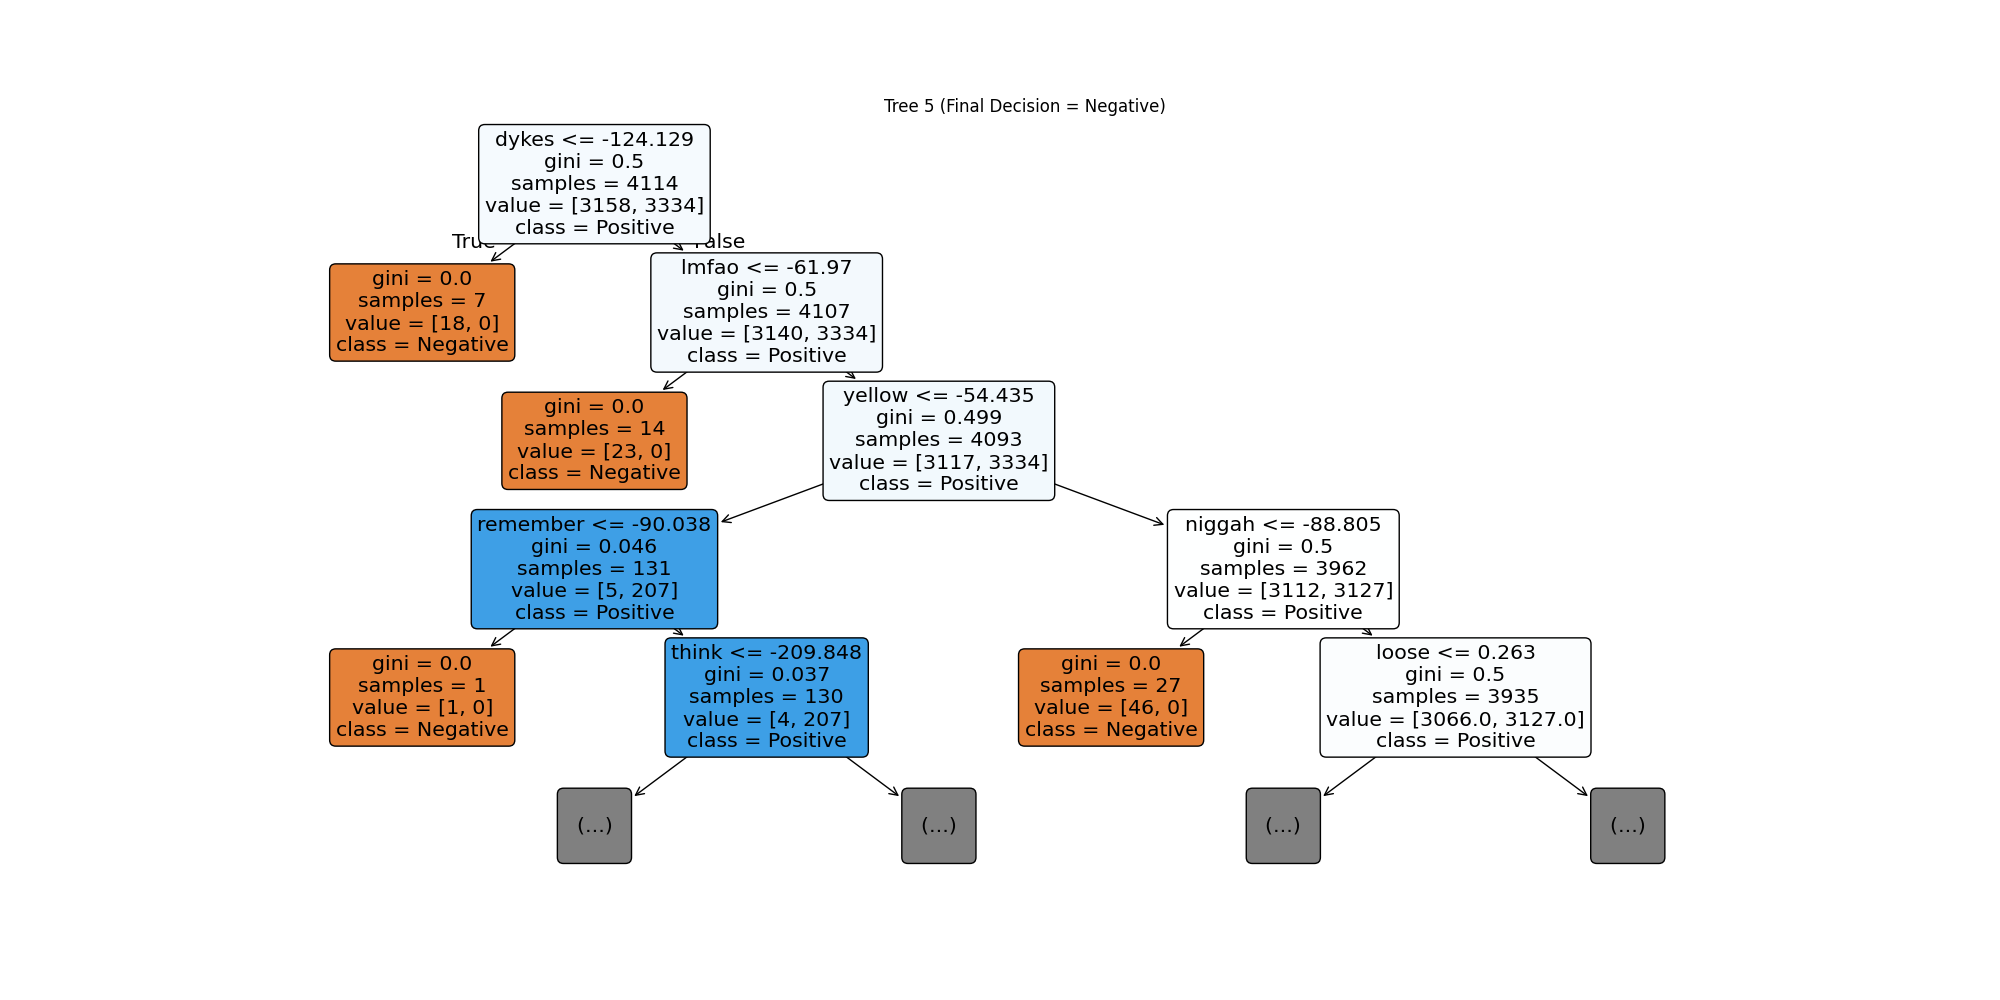 Tree 5 (Final Decision = Negative)
dykes <= -124.129
gini = 0.5
samples = 4114
value = [3158, 3334]
class = Positive
True
False
gini = 0.0
samples = 7
value = [18, 0]
class = Negative
lmfao <= -61.97
gini = 0.5
samples = 4107
value = [3140, 3334]
class = Positive
gini = 0.0
samples = 14
value = [23, 0]
class = Negative
yellow <= -54.435
gini = 0.499
samples = 4093
value = [3117, 3334]
class = Positive
remember <= -90.038
gini = 0.046
samples = 131
value = [5, 207]
class = Positive
niggah <= -88.805
gini = 0.5
samples = 3962
value = [3112, 3127]
class = Positive
gini = 0.0
samples = 1
value = [1, 0]
class = Negative
think <= -209.848
gini = 0.037
samples = 130
value = [4, 207]
class = Positive
gini = 0.0
samples = 27
value = [46, 0]
class = Negative
loose <= 0.263
gini = 0.5
samples = 3935
value = [3066.0, 3127.0]
class = Positive
(...)
(...)
(...)
(...)